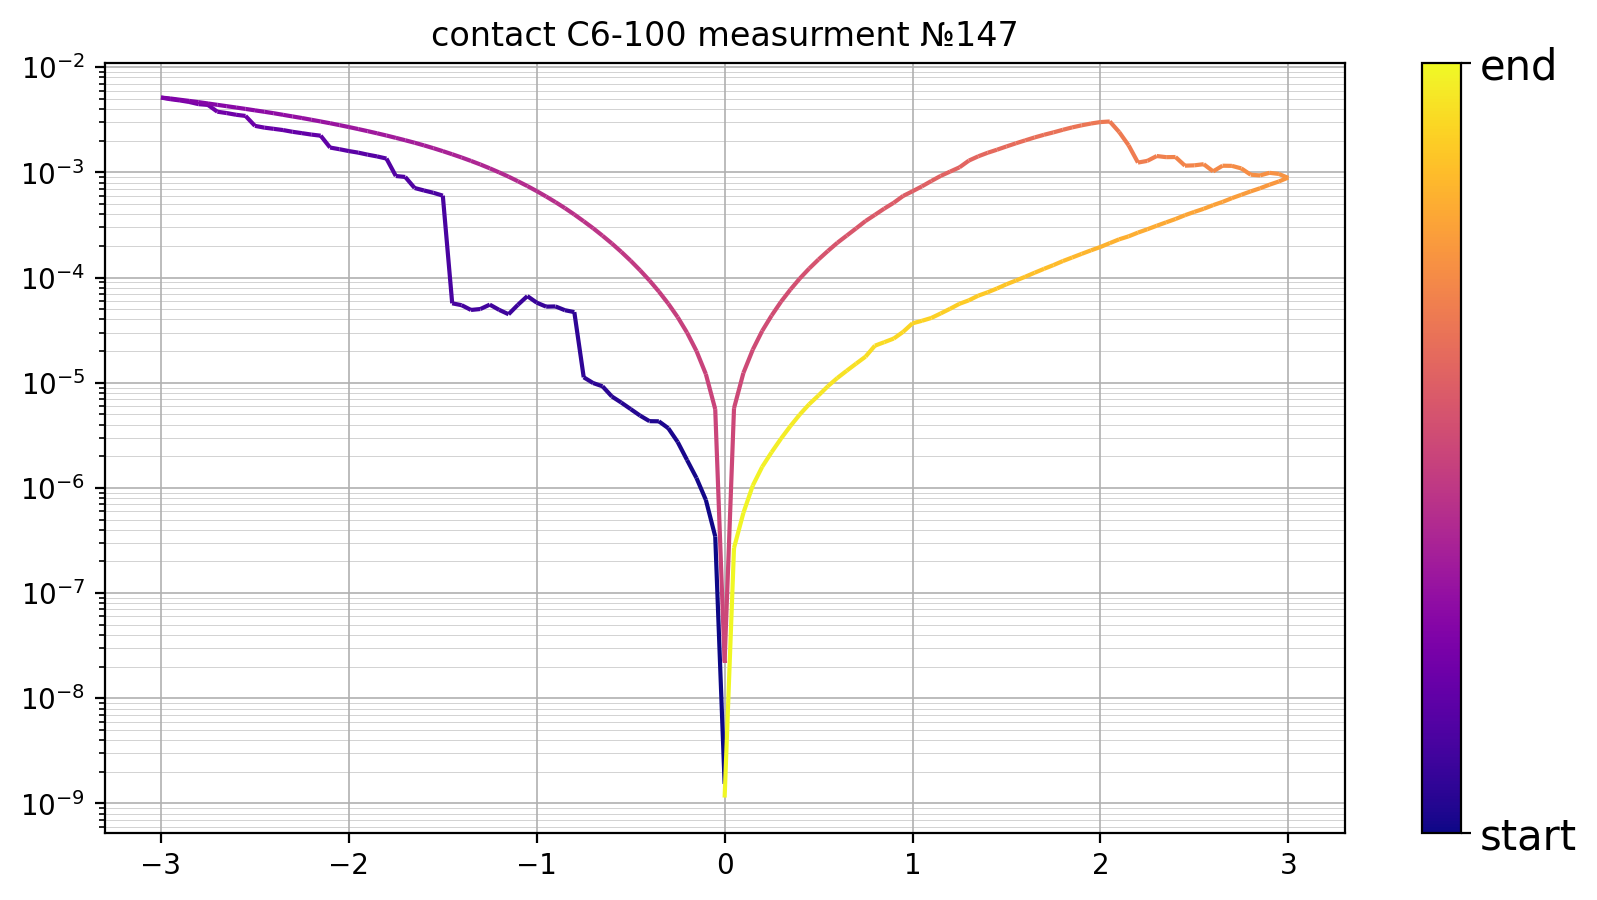 contact C6-100 measurment №147
10⁻²
10⁻³
10⁻⁴
10⁻⁵
10⁻⁶
10⁻⁷
10⁻⁸
10⁻⁹
−3 −2 −1 0 1 2 3
end
start